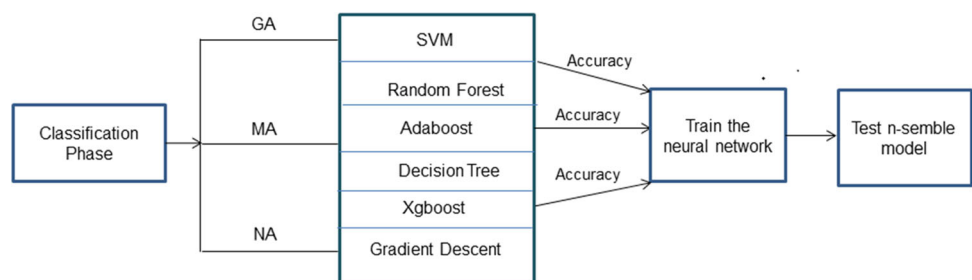 Classification
Phase
GA
MA
NA
SVM
Random Forest
Adaboost
Decision Tree
Xgboost
Gradient Descent
Accuracy
Accuracy
Accuracy
Train the
neural network
Test n-semble
model